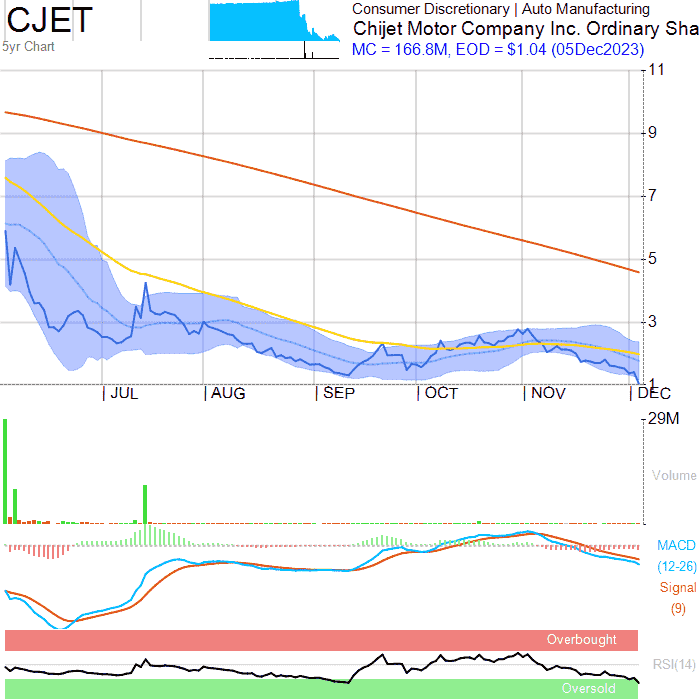 CJET
5yr Chart
Consumer Discretionary | Auto Manufacturing
Chijet Motor Company Inc. Ordinary Sha
MC = 166.8M, EOD = $1.04 (05Dec2023)
11
9
7
5
3
1
JUL
AUG
SEP
OCT
NOV
DEC
29M
Volume
MACD
(12-26)
Signal
(9)
Overbought
RSI(14)
Oversold